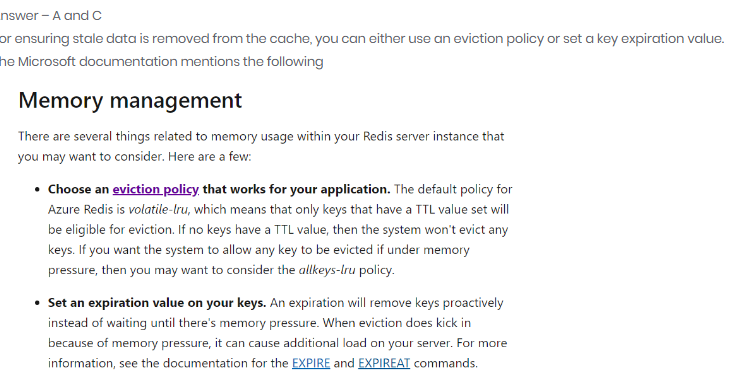 nswer – A and C
or ensuring stale data is removed from the cache, you can either use an eviction policy or set a key expiration value.
he Microsoft documentation mentions the following
Memory management
There are several things related to memory usage within your Redis server instance that
you may want to consider. Here are a few:
• Choose an eviction policy that works for your application. The default policy for
Azure Redis is volatile-lru, which means that only keys that have a TTL value set will
be eligible for eviction. If no keys have a TTL value, then the system won't evict any
keys. If you want the system to allow any key to be evicted if under memory
pressure, then you may want to consider the allkeys-lru policy.
• Set an expiration value on your keys. An expiration will remove keys proactively
instead of waiting until there's memory pressure. When eviction does kick in
because of memory pressure, it can cause additional load on your server. For more
information, see the documentation for the EXPIRE and EXPIREAT commands.